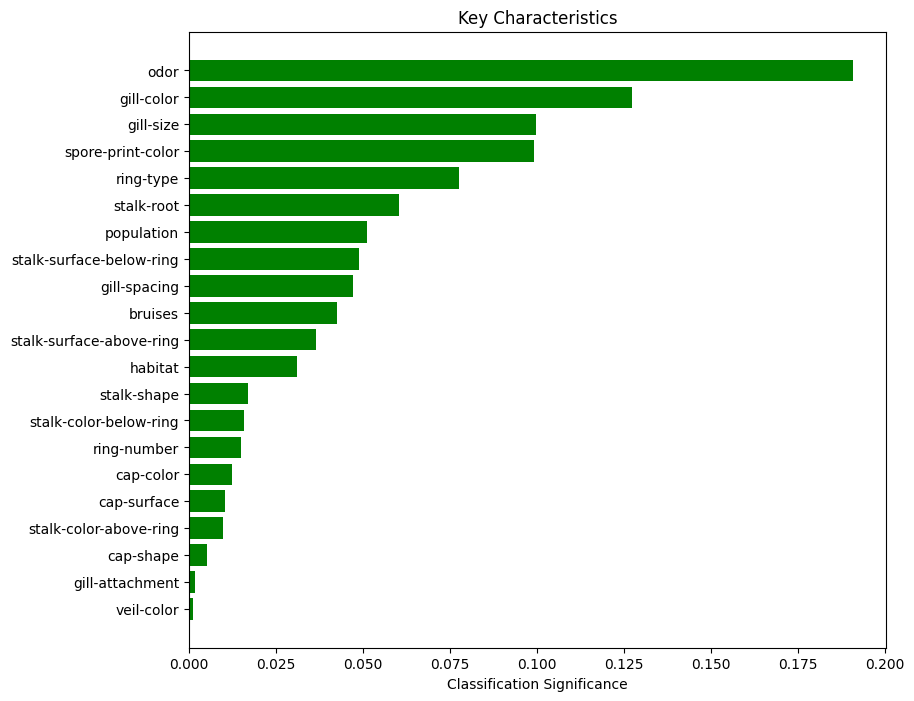 Key Characteristics
odor
gill-color
gill-size
spore-print-color
ring-type
stalk-root
population
stalk-surface-below-ring
gill-spacing
bruises
stalk-surface-above-ring
habitat
stalk-shape
stalk-color-below-ring
ring-number
cap-color
cap-surface
stalk-color-above-ring
cap-shape
gill-attachment
veil-color
0.000 0.025 0.050 0.075 0.100 0.125 0.150 0.175 0.200
Classification Significance